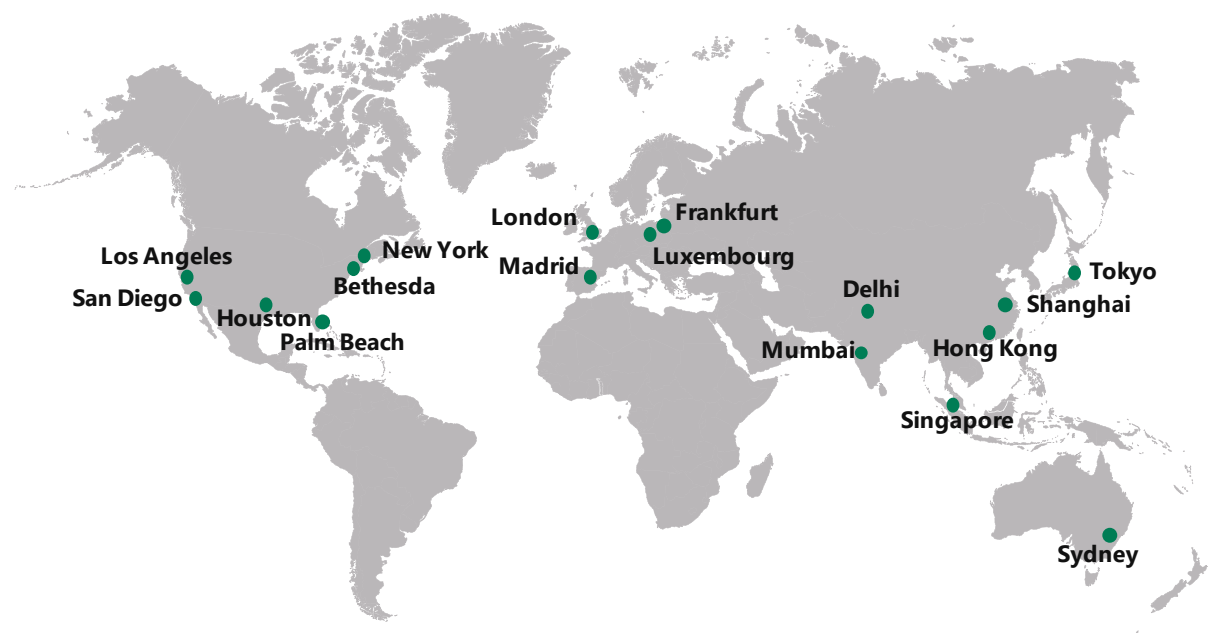 Los Angeles
San Diego
Houston
Palm Beach
New York
Bethesda
London
Madrid
Frankfurt
Luxembourg
Delhi
Mumbai
Tokyo
Shanghai
Hong Kong
Singapore
Sydney